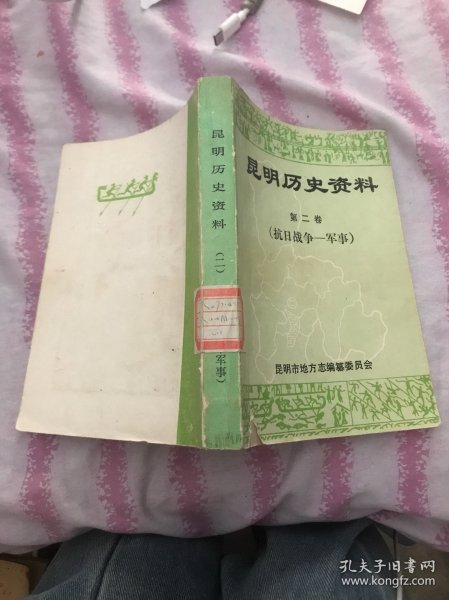 昆明历史资料
第二卷
(抗日战争—军事)
昆明市地方志编纂委员会
昆明历史资料
(二)
军事)
孔夫子旧书网
www.kongfz.com